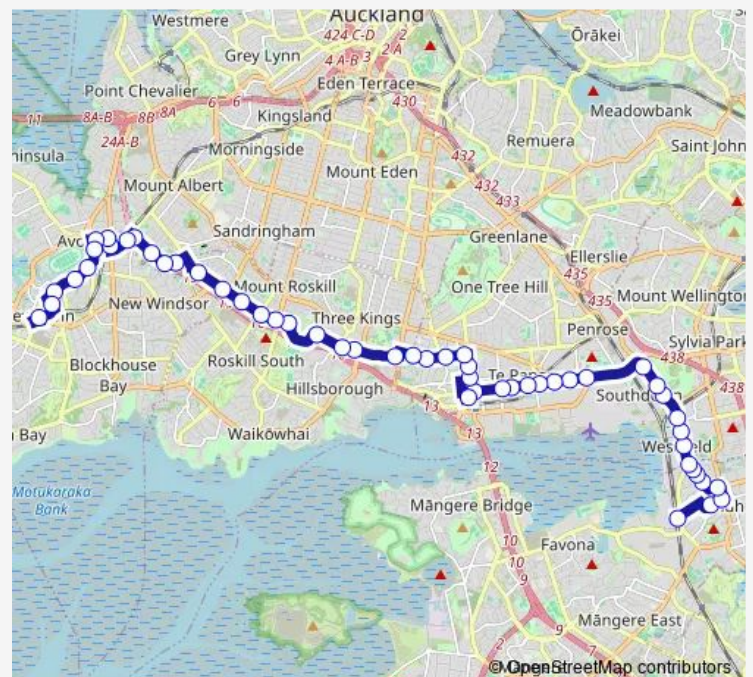 Auckland
Westmere
424 C-D
2
Ōrākei
Grey Lynn
4 A-B
3
2 A
Point Chevalier
Eden Terrace
430
Meadowbank
11
8A-B
8B
8A
6
6
Kingsland
24A-B
Morningside
432
Remuera
Saint John
Mount Albert
Mount Eden
432
433
Sandringham
Greenlane
Ellerslie
435
New Windsor
Mount Roskill
One Tree Hill
435
Mount Wellington
Three Kings
Penrose
Sylvia Park
Blockhouse
Bay
Roskill South
438
Hillsborough
13
438
Bay
Waikōwhai
13
12
Motukaraka
Bank
Māngere Bridge
10
Favona
10
9
Māngere East
2
9
7
© OpenStreetMap contributors